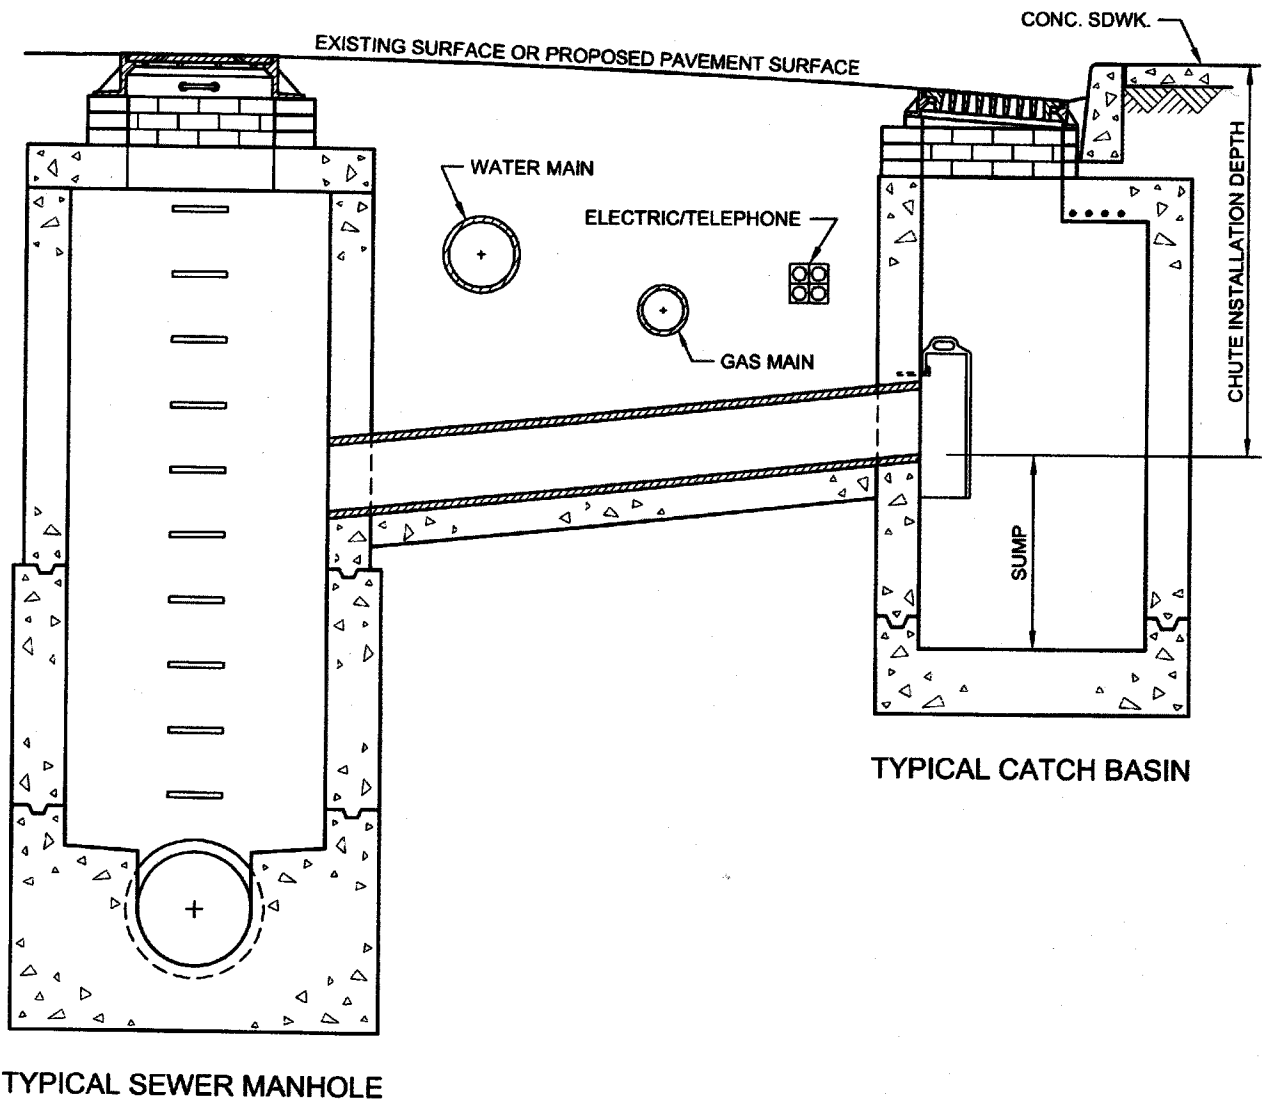 CONC. SDWK.
EXISTING SURFACE OR PROPOSED PAVEMENT SURFACE
WATER MAIN
ELECTRIC/TELEPHONE
GAS MAIN
CHUTE INSTALLATION DEPTH
SUMP
TYPICAL CATCH BASIN
TYPICAL SEWER MANHOLE